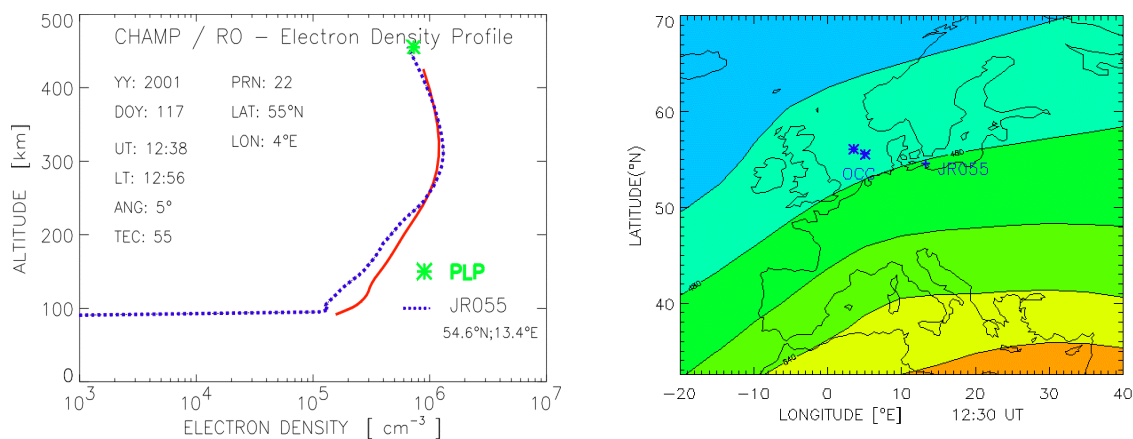 CHAMP / RO – Electron Density Profile
YY: 2001 PRN: 22
DOY: 117 LAT: 55°N
UT: 12:38 LON: 4°E
LT: 12:56
ANG: 5°
TEC: 55
PLP
JR055
54.6°N;13.4°E
500
400
300
200
100
0
ALTITUDE [km]
10³ 10⁴ 10⁵ 10⁶ 10⁷
ELECTRON DENSITY [ cm⁻³ ]
70
60
50
40
LATITUDE(°N)
OCC JR055
480
480
640
−20 −10 0 10 20 30 40
LONGITUDE [°E] 12:30 UT